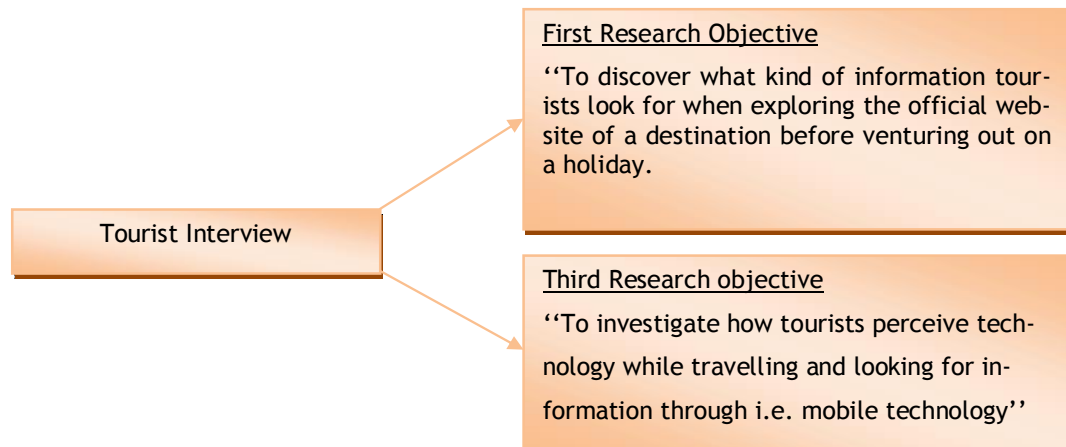 First Research Objective
‘‘To discover what kind of information tour-
ists look for when exploring the official web-
site of a destination before venturing out on
a holiday.
Tourist Interview
Third Research objective
‘‘To investigate how tourists perceive tech-
nology while travelling and looking for in-
formation through i.e. mobile technology’’